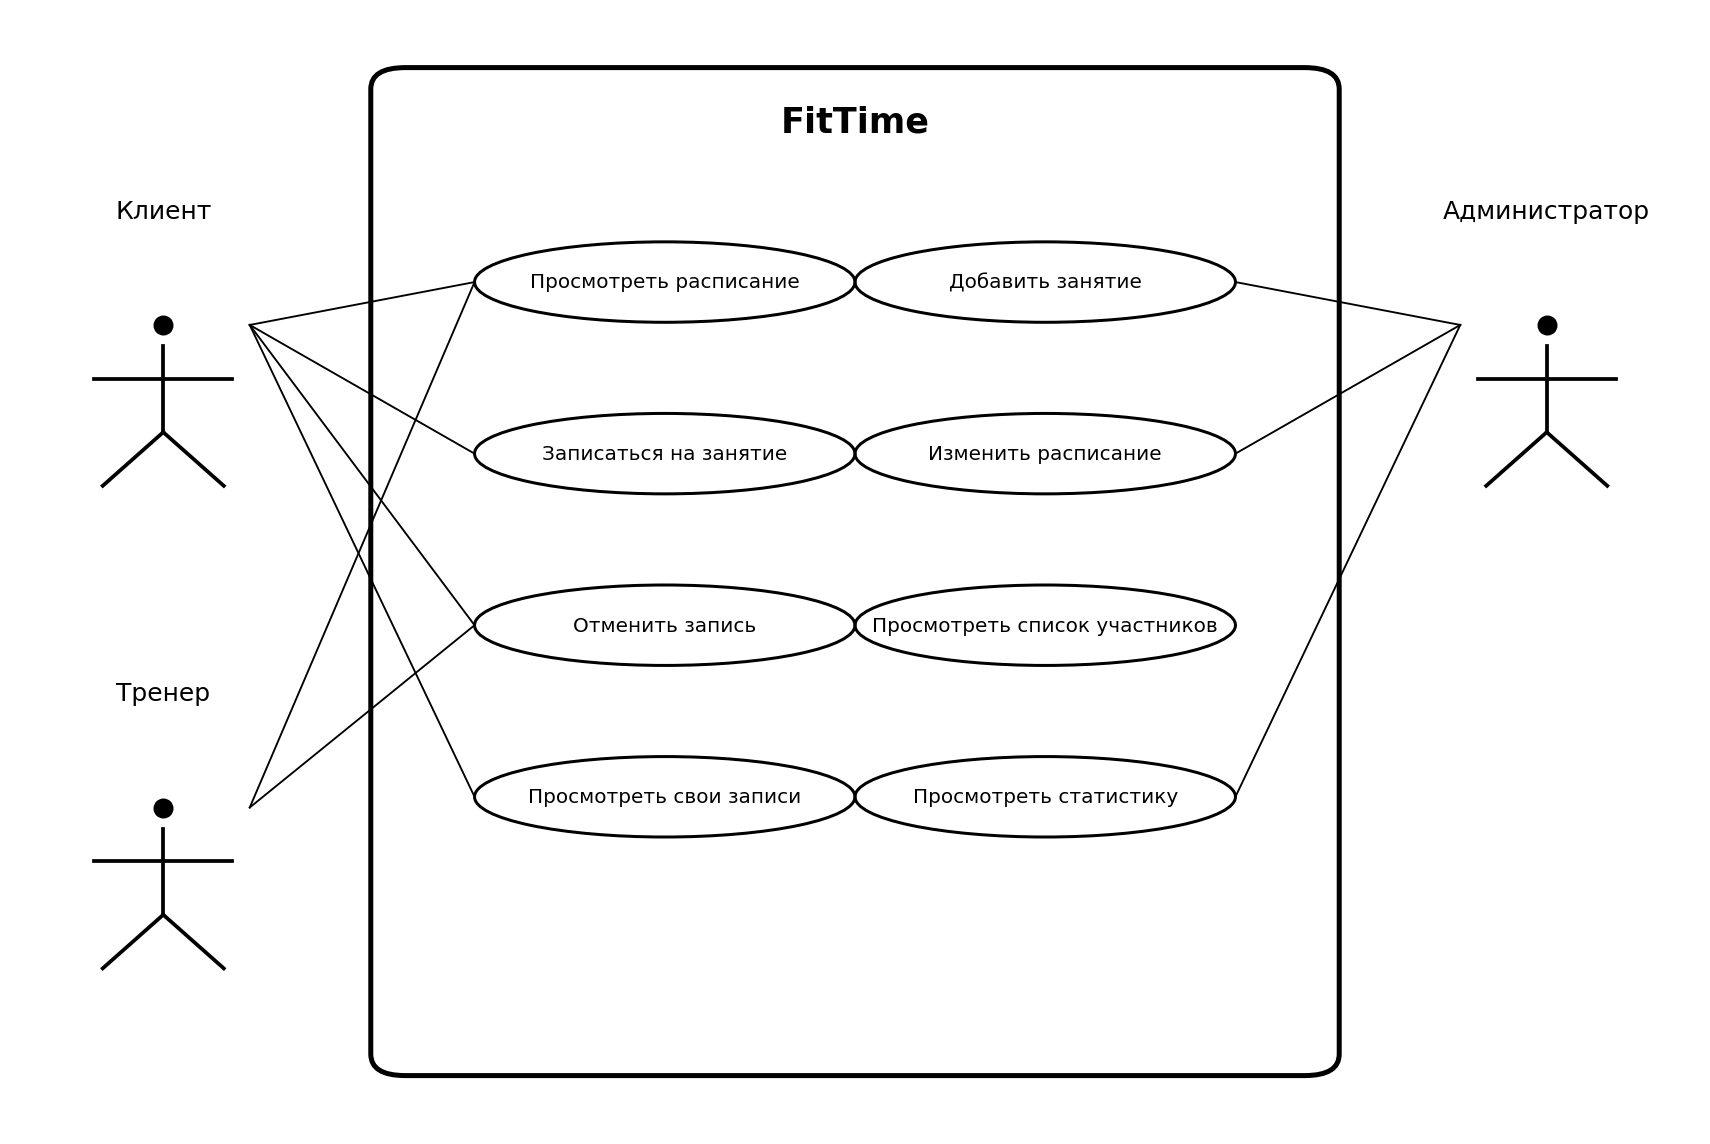 FitTime
Клиент
Администратор
Просмотреть расписание
Добавить занятие
Записаться на занятие
Изменить расписание
Отменить запись
Просмотреть список участников
Тренер
Просмотреть свои записи
Просмотреть статистику